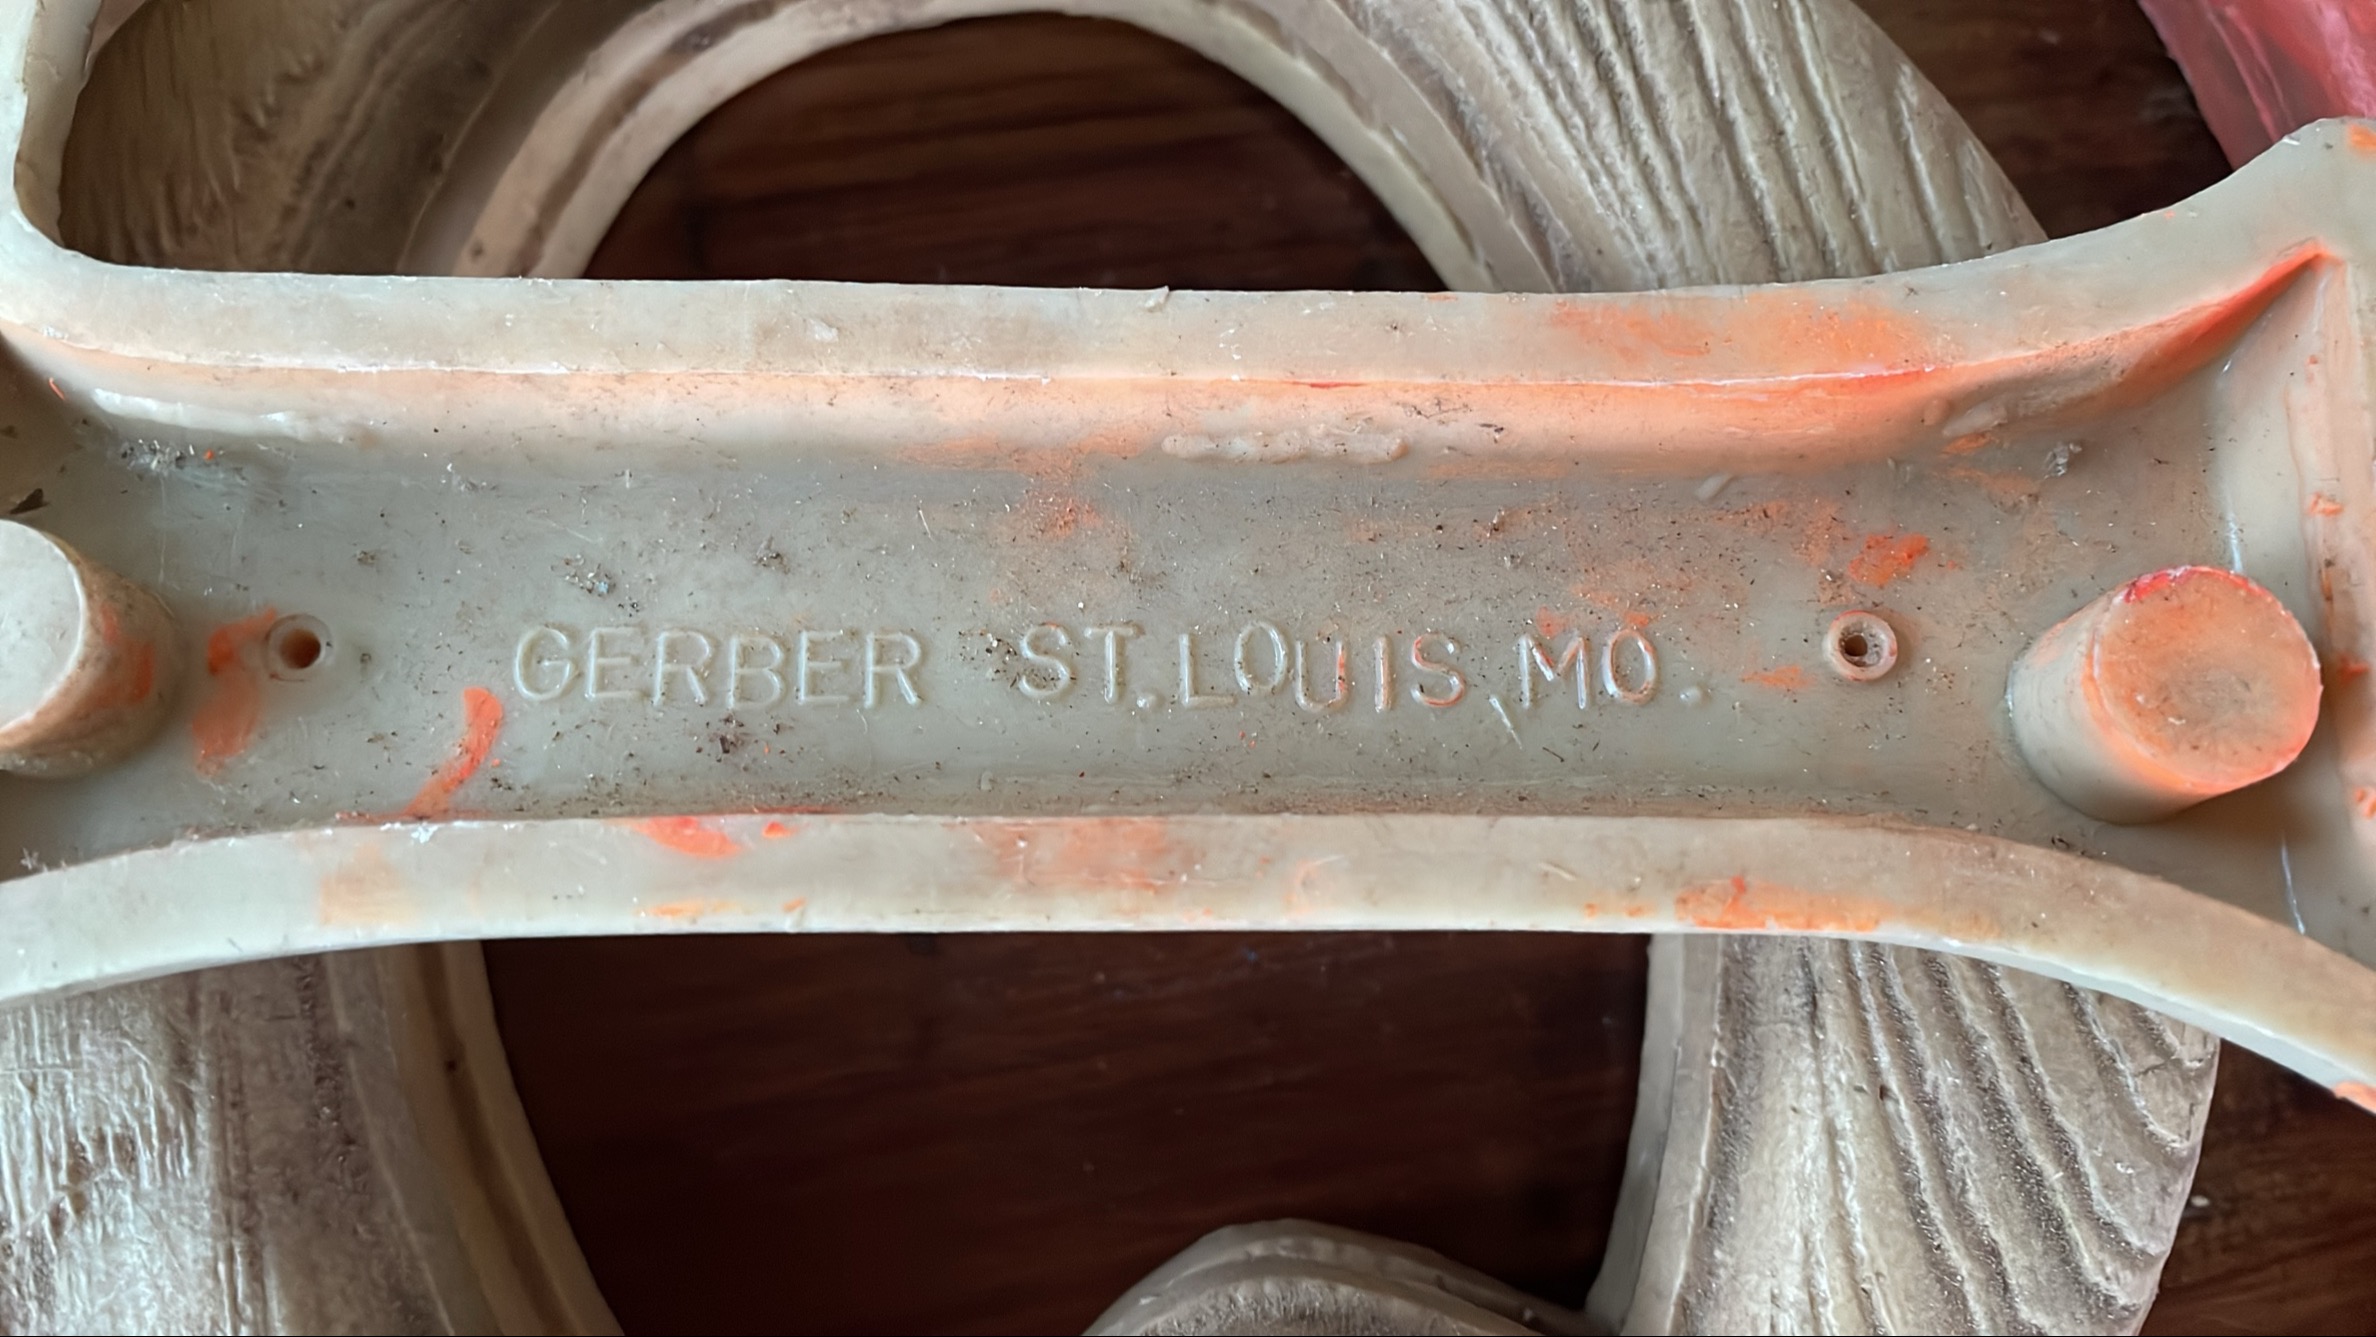 GERBER ST. LOUIS, MO.